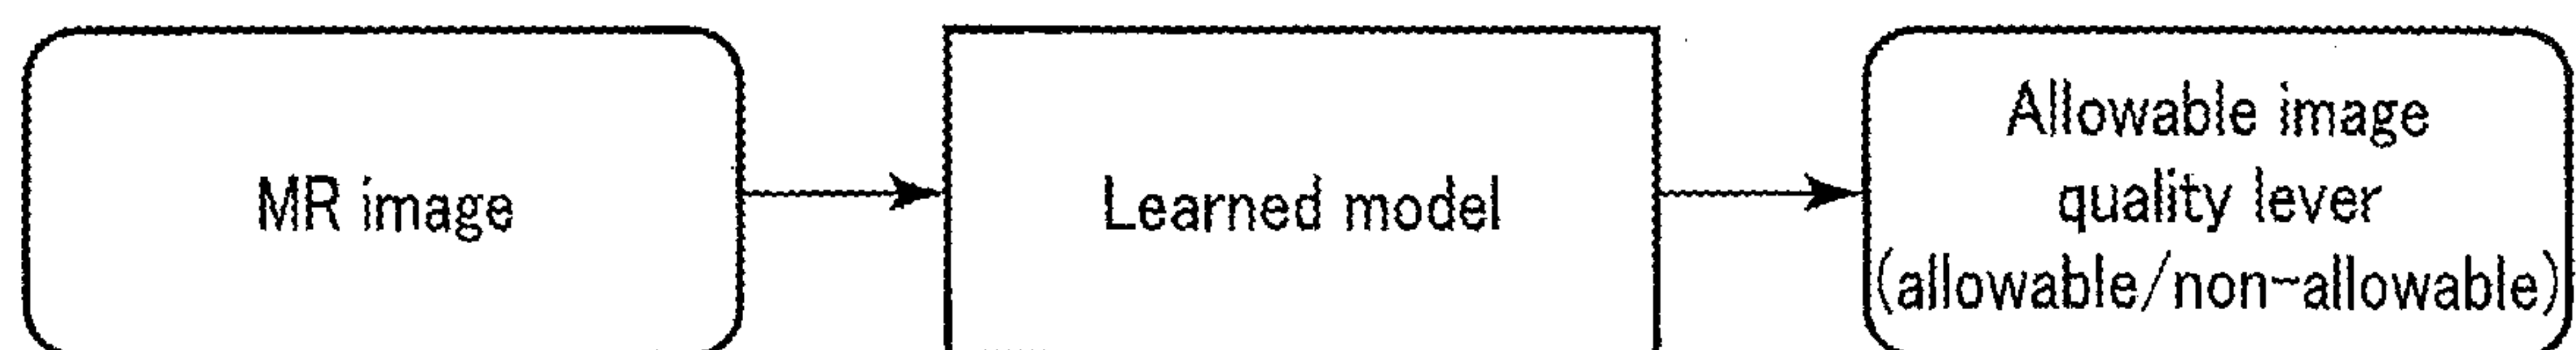 MR image
Learned model
Allowable image
quality lever
(allowable/non-allowable)